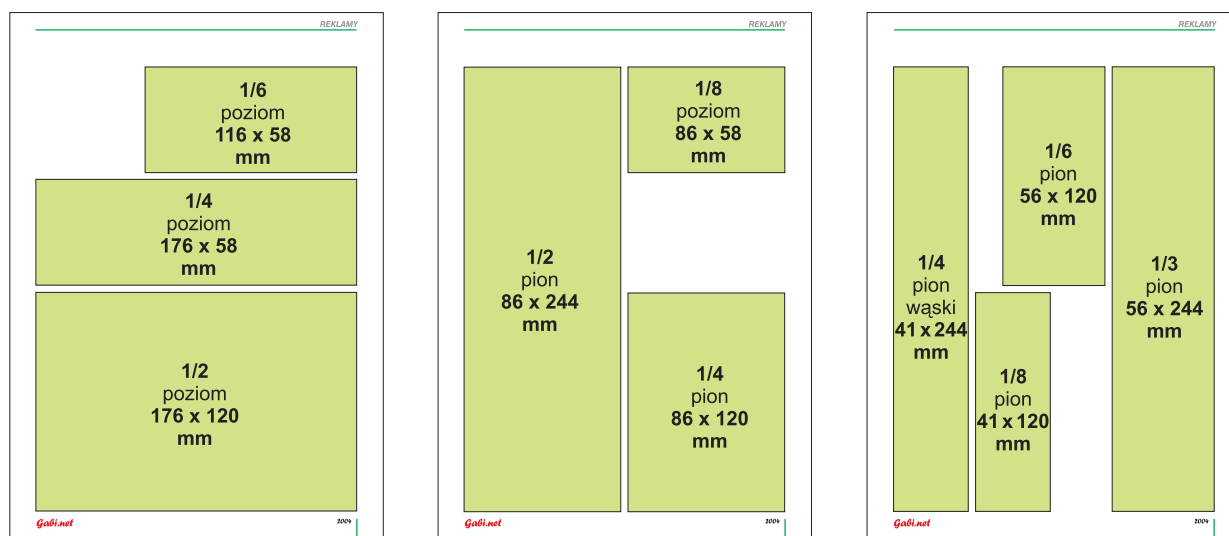 REKLAMY
1/6
poziom
116 x 58
mm
1/4
poziom
176 x 58
mm
1/2
poziom
176 x 120
mm
Gabi.net
2004
REKLAMY
1/2
pion
86 x 244
mm
1/8
poziom
86 x 58
mm
1/4
pion
86 x 120
mm
Gabi.net
2004
REKLAMY
1/4
pion
wąski
41 x 244
mm
1/6
pion
56 x 120
mm
1/8
pion
41 x 120
mm
1/3
pion
56 x 244
mm
Gabi.net
2004